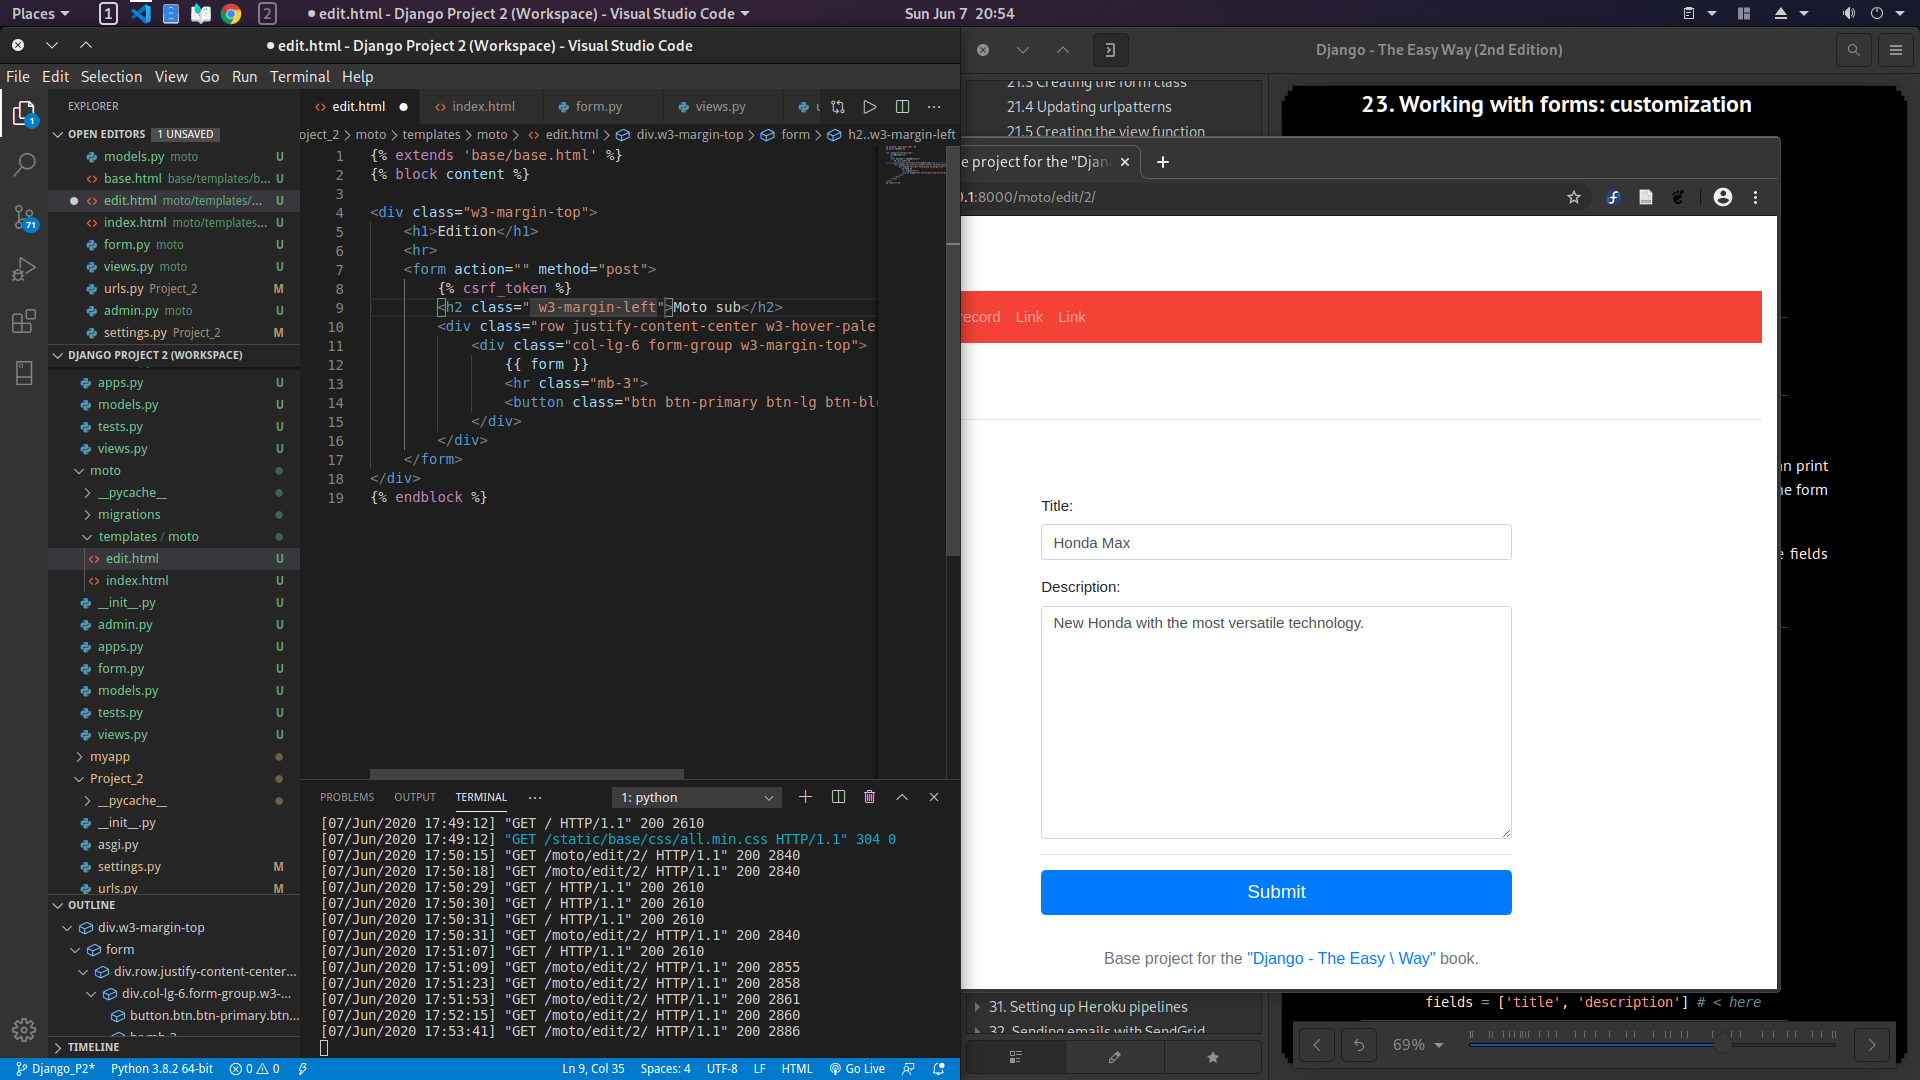 Places
1
2
edit.html - Django Project 2 (Workspace) - Visual Studio Code
Sun Jun 7 20:54
edit.html - Django Project 2 (Workspace) - Visual Studio Code
File Edit Selection View Go Run Terminal Help
EXPLORER
OPEN EDITORS 1 UNSAVED
models.py moto U
base.html base/templates/b... U
edit.html moto/templates/... U
index.html moto/templates... U
form.py moto U
views.py moto U
urls.py Project_2 M
admin.py moto U
settings.py Project_2 M
DJANGO PROJECT 2 (WORKSPACE)
apps.py U
models.py U
tests.py U
views.py U
moto
__pycache__
migrations
templates / moto
edit.html U
index.html U
__init__.py U
admin.py U
apps.py U
form.py U
models.py U
tests.py U
views.py U
myapp
Project_2
__pycache__
__init__.py
asgi.py
settings.py M
urls.py M
OUTLINE
div.w3-margin-top
form
div.row.justify-content-center...
div.col-lg-6.form-group.w3-...
button.btn.btn-primary.btn...
hr.mb-3
TIMELINE
1
71
edit.html index.html form.py views.py u
oject_2 > moto > templates > moto > edit.html > div.w3-margin-top > form > h2..w3-margin-left
1 {% extends 'base/base.html' %}
2 {% block content %}
3
4 <div class="w3-margin-top">
5 <h1>Edition</h1>
6 <hr>
7 <form action="" method="post">
8 {% csrf_token %}
9 <h2 class=" w3-margin-left">Moto sub</h2>
10 <div class="row justify-content-center w3-hover-pale
11 <div class="col-lg-6 form-group w3-margin-top">
12 {{ form }}
13 <hr class="mb-3">
14 <button class="btn btn-primary btn-lg btn-blo
15 </div>
16 </div>
17 </form>
18 </div>
19 {% endblock %}
PROBLEMS OUTPUT TERMINAL ... 1: python
[07/Jun/2020 17:49:12] "GET / HTTP/1.1" 200 2610
[07/Jun/2020 17:49:12] "GET /static/base/css/all.min.css HTTP/1.1" 304 0
[07/Jun/2020 17:50:15] "GET /moto/edit/2/ HTTP/1.1" 200 2840
[07/Jun/2020 17:50:18] "GET /moto/edit/2/ HTTP/1.1" 200 2840
[07/Jun/2020 17:50:29] "GET / HTTP/1.1" 200 2610
[07/Jun/2020 17:50:30] "GET / HTTP/1.1" 200 2610
[07/Jun/2020 17:50:31] "GET / HTTP/1.1" 200 2610
[07/Jun/2020 17:50:31] "GET /moto/edit/2/ HTTP/1.1" 200 2840
[07/Jun/2020 17:51:07] "GET / HTTP/1.1" 200 2610
[07/Jun/2020 17:51:09] "GET /moto/edit/2/ HTTP/1.1" 200 2855
[07/Jun/2020 17:51:23] "GET /moto/edit/2/ HTTP/1.1" 200 2858
[07/Jun/2020 17:51:53] "GET /moto/edit/2/ HTTP/1.1" 200 2861
[07/Jun/2020 17:52:15] "GET /moto/edit/2/ HTTP/1.1" 200 2860
[07/Jun/2020 17:53:41] "GET /moto/edit/2/ HTTP/1.1" 200 2886
Django_P2* Python 3.8.2 64-bit 0 0 Ln 9, Col 35 Spaces: 4 UTF-8 LF HTML Go Live
Django - The Easy Way (2nd Edition)
21.3 Creating the form class
21.4 Updating urlpatterns
21.5 Creating the view function
23. Working with forms: customization
e project for the "Djan
0.1:8000/moto/edit/2/
record Link Link
Title:
Honda Max
Description:
New Honda with the most versatile technology.
Submit
Base project for the "Django - The Easy \ Way" book.
an print
he form
e fields
31. Setting up Heroku pipelines
32. Sending emails with SendGrid
fields = ['title', 'description'] # < here
69%